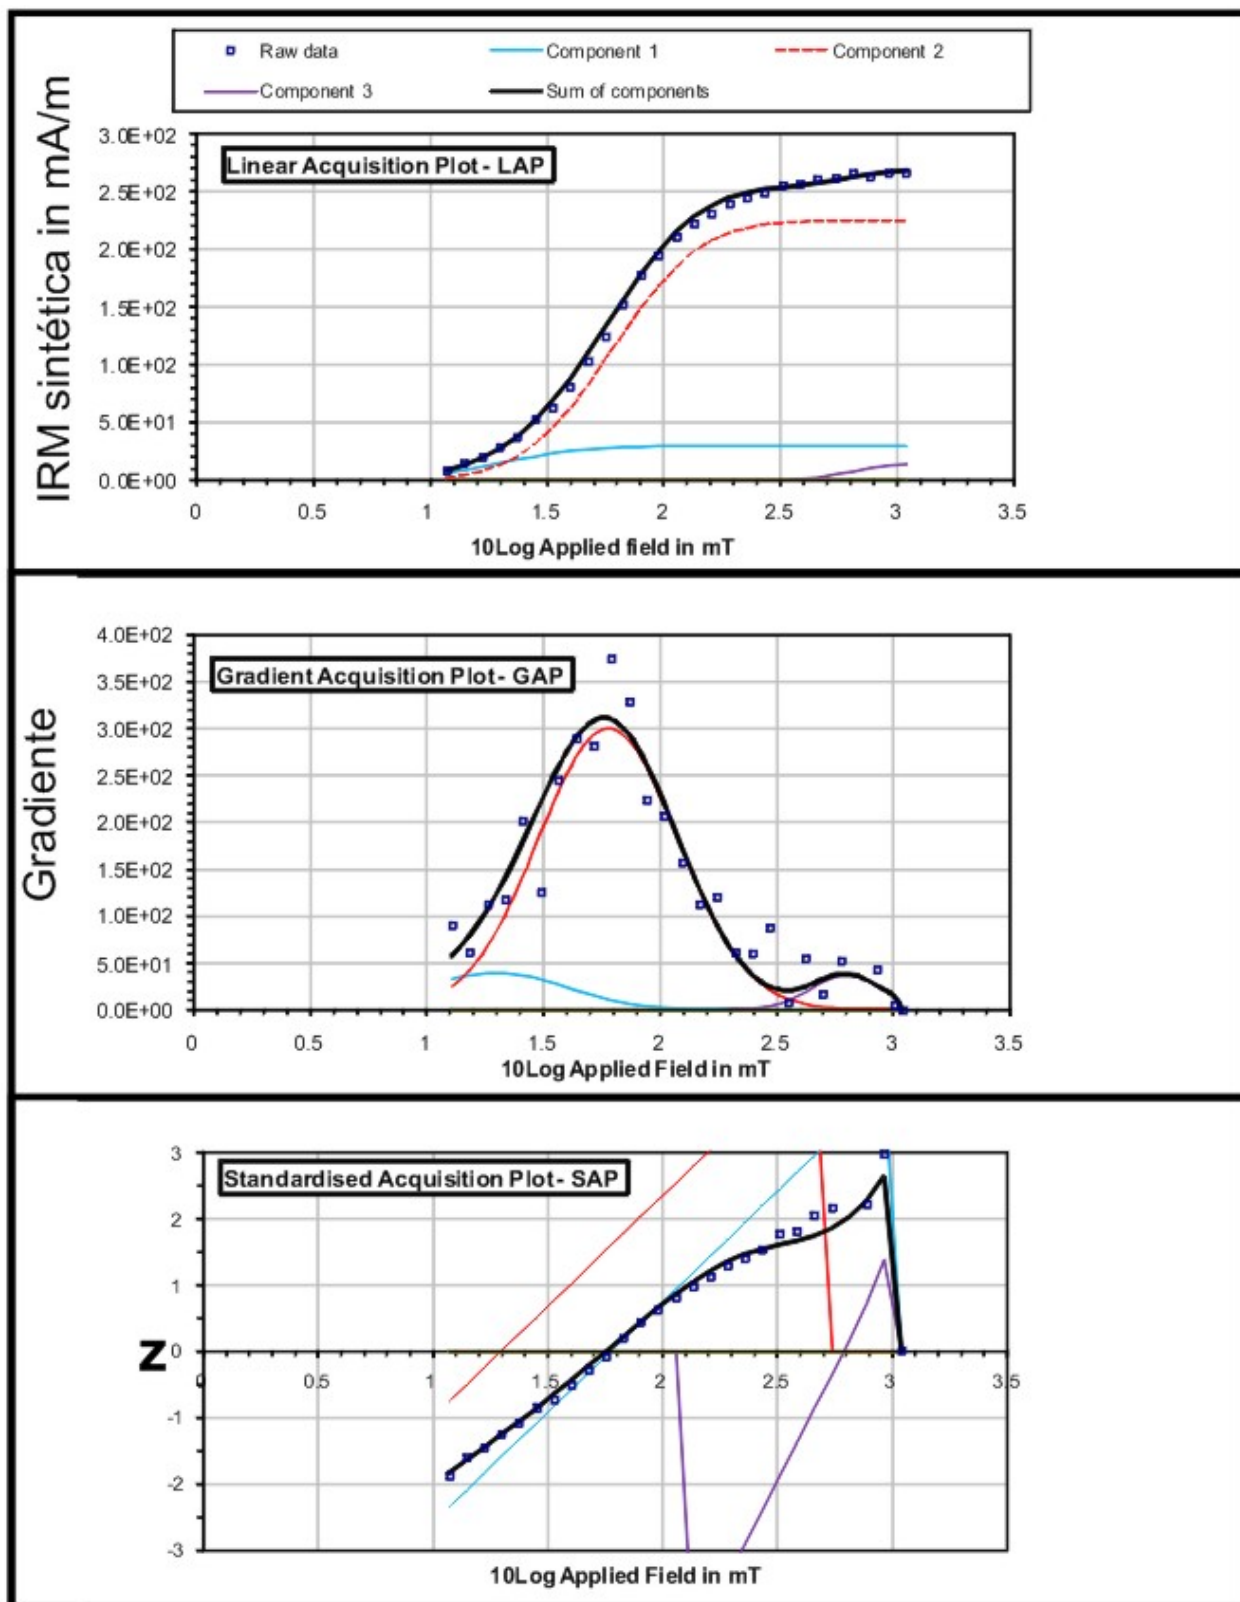 Raw data Component 1 Component 2
Component 3 Sum of components
IRM sintética in mA/m
3.0E+02
Linear Acquisition Plot - LAP
2.5E+02
2.0E+02
1.5E+02
1.0E+02
5.0E+01
0.0E+00
0 0.5 1 1.5 2 2.5 3 3.5
10Log Applied field in mT
Gradiente
4.0E+02
Gradient Acquisition Plot - GAP
3.5E+02
3.0E+02
2.5E+02
2.0E+02
1.5E+02
1.0E+02
5.0E+01
0.0E+00
0 0.5 1 1.5 2 2.5 3 3.5
10Log Applied Field in mT
3
Standardised Acquisition Plot - SAP
2
1
z 0
0 0.5 1 1.5 2 2.5 3 3.5
-1
-2
-3
10Log Applied Field in mT